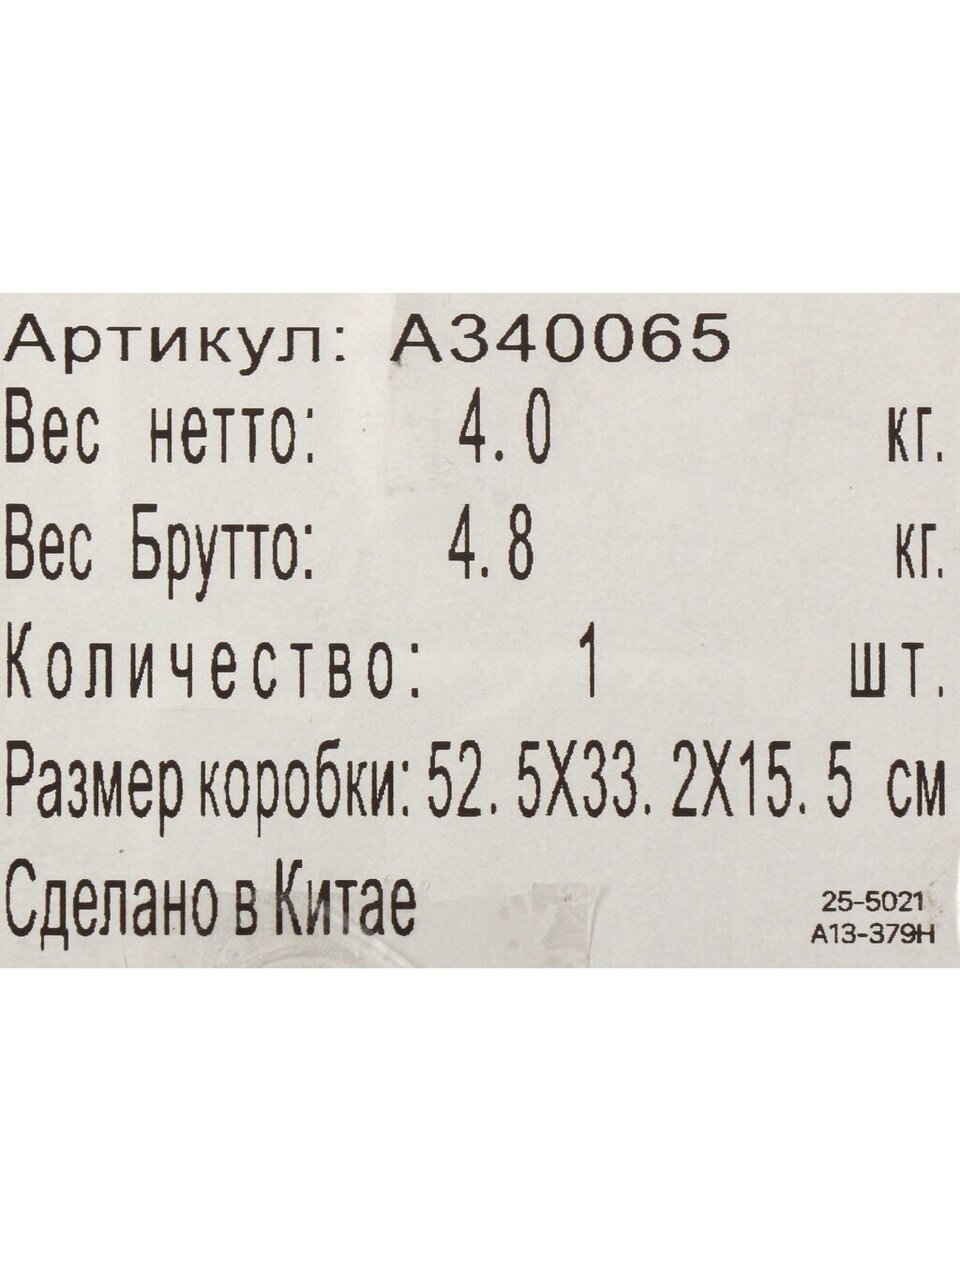 Артикул: А340065
Вес нетто: 4.0 кг.
Вес Брутто: 4.8 кг.
Количество: 1 шт.
Размер коробки: 52.5X33.2X15.5 см
Сделано в Китае
25-5021
A13-379H